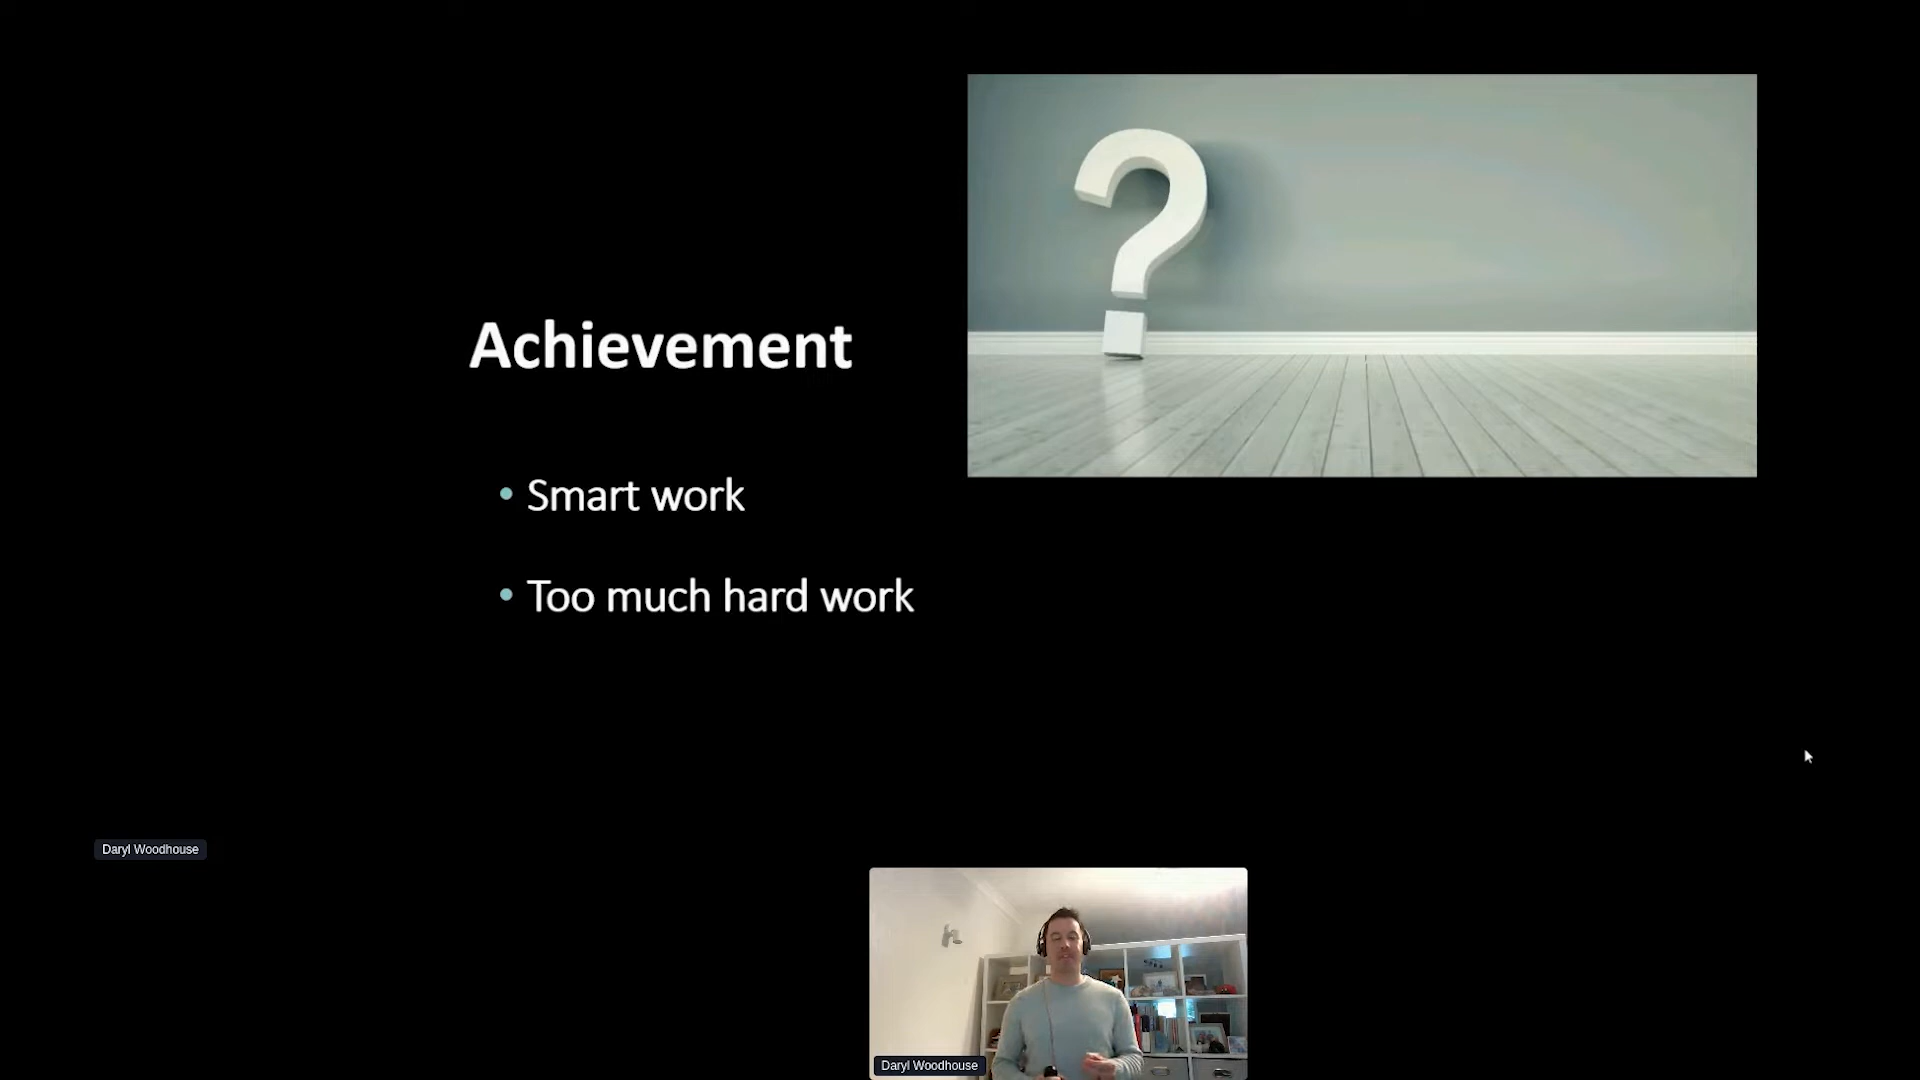 Achievement
• Smart work
• Too much hard work
Daryl Woodhouse
Daryl Woodhouse